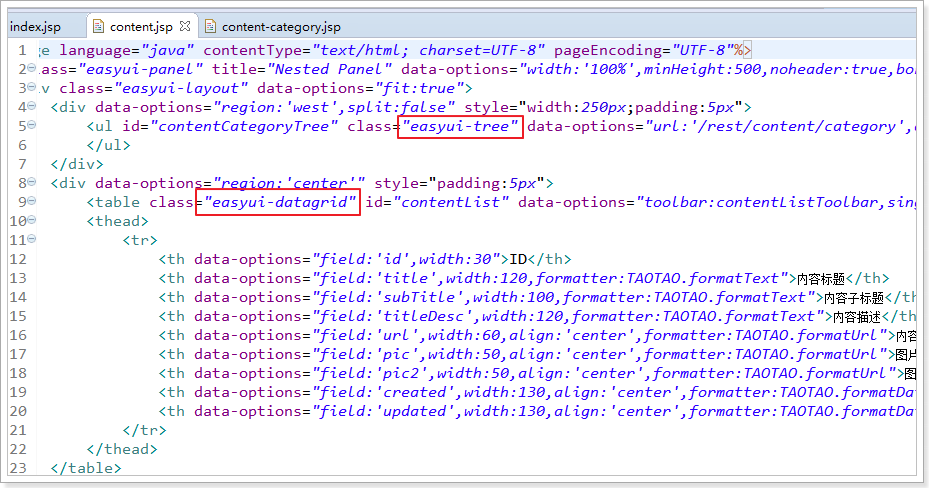 index.jsp content.jsp content-category.jsp
1 ge language="java" contentType="text/html; charset=UTF-8" pageEncoding="UTF-8"%>
2 lass="easyui-panel" title="Nested Panel" data-options="width:'100%',minHeight:500,noheader:true,bor
3 iv class="easyui-layout" data-options="fit:true">
4 <div data-options="region:'west',split:false" style="width:250px;padding:5px">
5 <ul id="contentCategoryTree" class="easyui-tree" data-options="url:'/rest/content/category',
6 </ul>
7 </div>
8 <div data-options="region:'center'" style="padding:5px">
9 <table class="easyui-datagrid" id="contentList" data-options="toolbar:contentListToolbar,sing
10 <thead>
11 <tr>
12 <th data-options="field:'id',width:30">ID</th>
13 <th data-options="field:'title',width:120,formatter:TAOTAO.formatText">内容标题</th>
14 <th data-options="field:'subTitle',width:100,formatter:TAOTAO.formatText">内容子标题</th
15 <th data-options="field:'titleDesc',width:120,formatter:TAOTAO.formatText">内容描述</th
16 <th data-options="field:'url',width:60,align:'center',formatter:TAOTAO.formatUrl">内容
17 <th data-options="field:'pic',width:50,align:'center',formatter:TAOTAO.formatUrl">图片
18 <th data-options="field:'pic2',width:50,align:'center',formatter:TAOTAO.formatUrl">图
19 <th data-options="field:'created',width:130,align:'center',formatter:TAOTAO.formatDa
20 <th data-options="field:'updated',width:130,align:'center',formatter:TAOTAO.formatDat
21 </tr>
22 </thead>
23 </table>